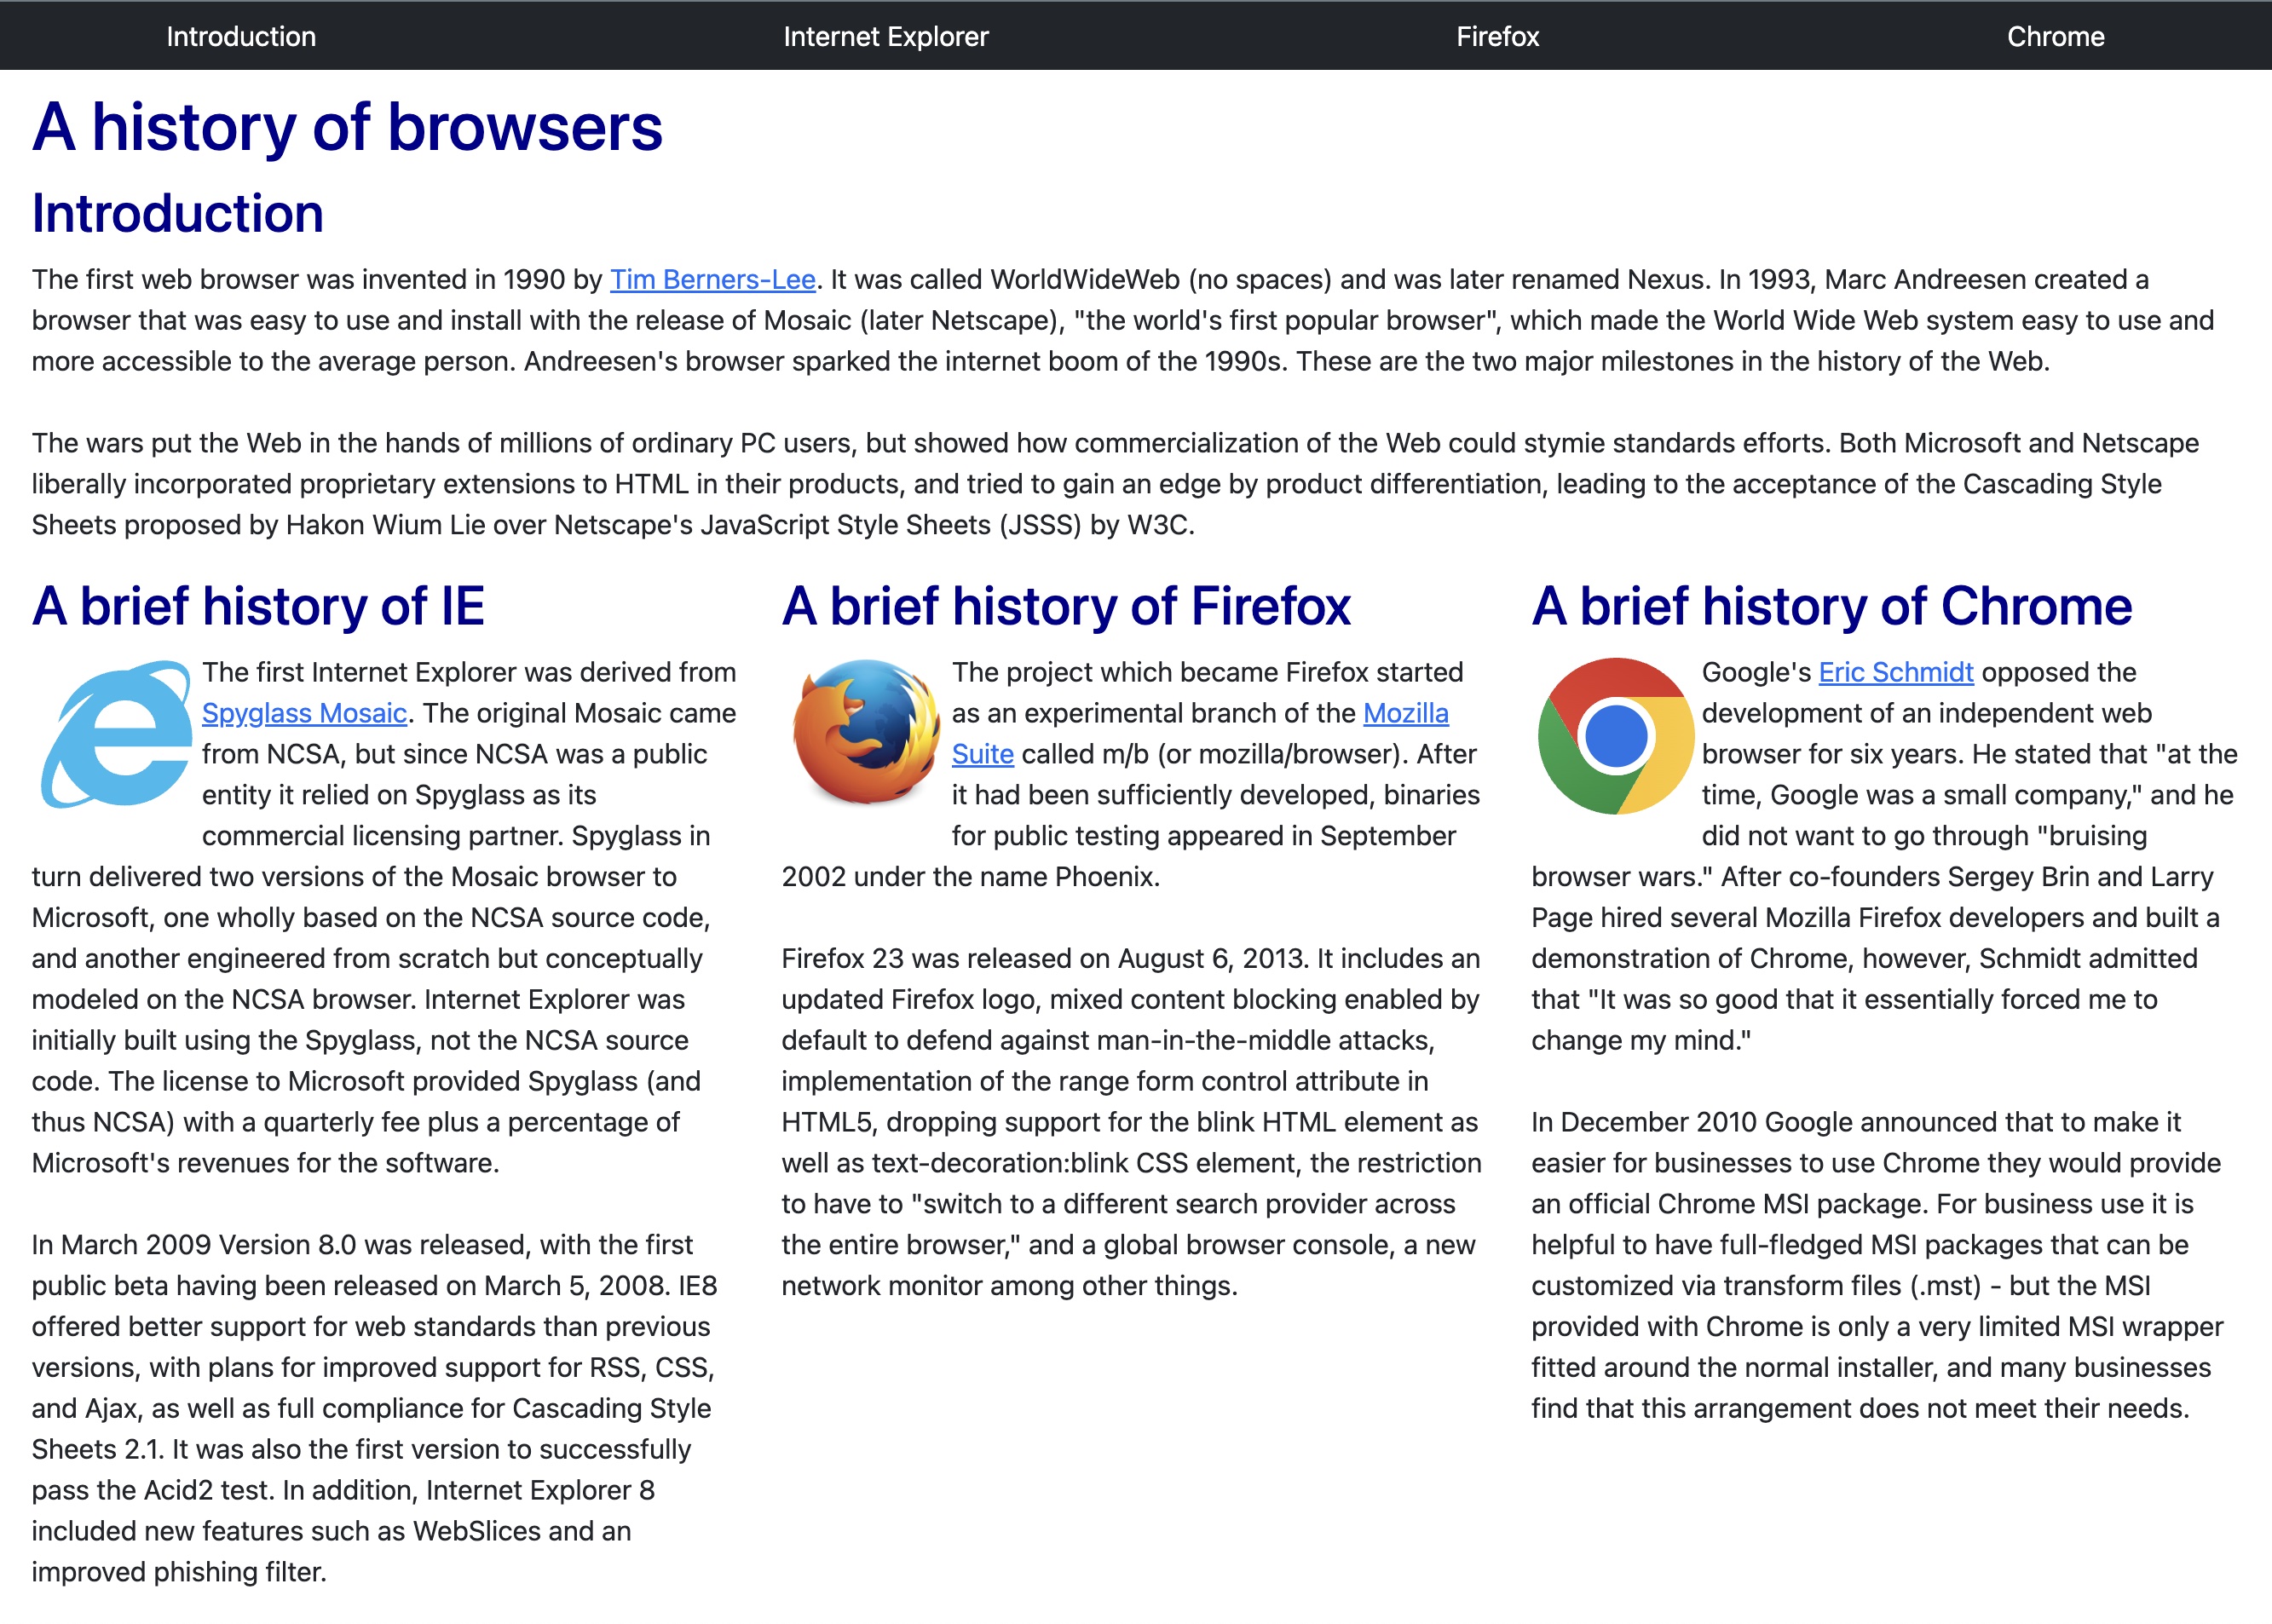 Introduction
Internet Explorer
Firefox
Chrome
A history of browsers
Introduction
The first web browser was invented in 1990 by Tim Berners-Lee. It was called WorldWideWeb (no spaces) and was later renamed Nexus. In 1993, Marc Andreesen created a
browser that was easy to use and install with the release of Mosaic (later Netscape), "the world's first popular browser", which made the World Wide Web system easy to use and
more accessible to the average person. Andreesen's browser sparked the internet boom of the 1990s. These are the two major milestones in the history of the Web.
The wars put the Web in the hands of millions of ordinary PC users, but showed how commercialization of the Web could stymie standards efforts. Both Microsoft and Netscape
liberally incorporated proprietary extensions to HTML in their products, and tried to gain an edge by product differentiation, leading to the acceptance of the Cascading Style
Sheets proposed by Hakon Wium Lie over Netscape's JavaScript Style Sheets (JSSS) by W3C.
A brief history of IE
The first Internet Explorer was derived from
Spyglass Mosaic. The original Mosaic came
from NCSA, but since NCSA was a public
entity it relied on Spyglass as its
commercial licensing partner. Spyglass in
turn delivered two versions of the Mosaic browser to
Microsoft, one wholly based on the NCSA source code,
and another engineered from scratch but conceptually
modeled on the NCSA browser. Internet Explorer was
initially built using the Spyglass, not the NCSA source
code. The license to Microsoft provided Spyglass (and
thus NCSA) with a quarterly fee plus a percentage of
Microsoft's revenues for the software.
In March 2009 Version 8.0 was released, with the first
public beta having been released on March 5, 2008. IE8
offered better support for web standards than previous
versions, with plans for improved support for RSS, CSS,
and Ajax, as well as full compliance for Cascading Style
Sheets 2.1. It was also the first version to successfully
pass the Acid2 test. In addition, Internet Explorer 8
included new features such as WebSlices and an
improved phishing filter.
A brief history of Firefox
The project which became Firefox started
as an experimental branch of the Mozilla
Suite called m/b (or mozilla/browser). After
it had been sufficiently developed, binaries
for public testing appeared in September
2002 under the name Phoenix.
Firefox 23 was released on August 6, 2013. It includes an
updated Firefox logo, mixed content blocking enabled by
default to defend against man-in-the-middle attacks,
implementation of the range form control attribute in
HTML5, dropping support for the blink HTML element as
well as text-decoration:blink CSS element, the restriction
to have to "switch to a different search provider across
the entire browser," and a global browser console, a new
network monitor among other things.
A brief history of Chrome
Google's Eric Schmidt opposed the
development of an independent web
browser for six years. He stated that "at the
time, Google was a small company," and he
did not want to go through "bruising
browser wars." After co-founders Sergey Brin and Larry
Page hired several Mozilla Firefox developers and built a
demonstration of Chrome, however, Schmidt admitted
that "It was so good that it essentially forced me to
change my mind."
In December 2010 Google announced that to make it
easier for businesses to use Chrome they would provide
an official Chrome MSI package. For business use it is
helpful to have full-fledged MSI packages that can be
customized via transform files (.mst) - but the MSI
provided with Chrome is only a very limited MSI wrapper
fitted around the normal installer, and many businesses
find that this arrangement does not meet their needs.